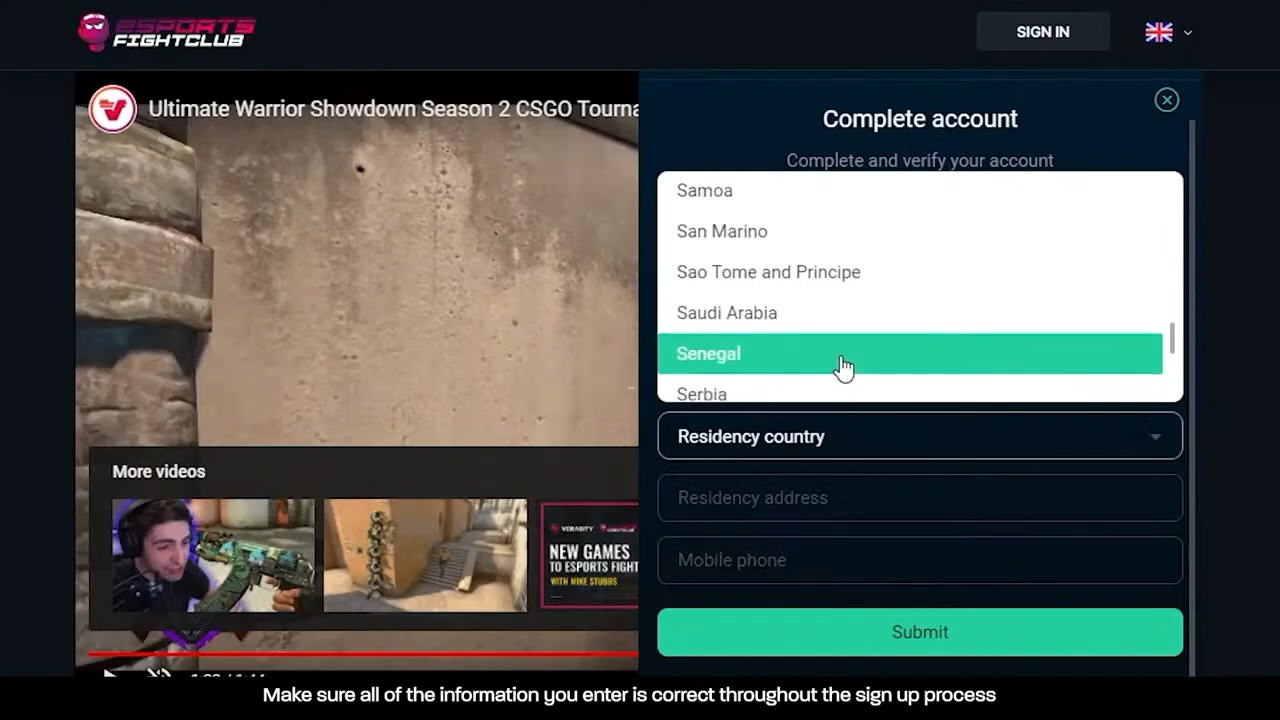 ESPORTS
FIGHTCLUB
SIGN IN
Ultimate Warrior Showdown Season 2 CSGO Tourna
Complete account
Complete and verify your account
Samoa
San Marino
Sao Tome and Principe
Saudi Arabia
Senegal
Serbia
Residency country
Residency address
Mobile phone
Submit
More videos
VERASITY
NEW GAMES
TO ESPORTS FIGHT
WITH MIKE STUBBS
Make sure all of the information you enter is correct throughout the sign up process